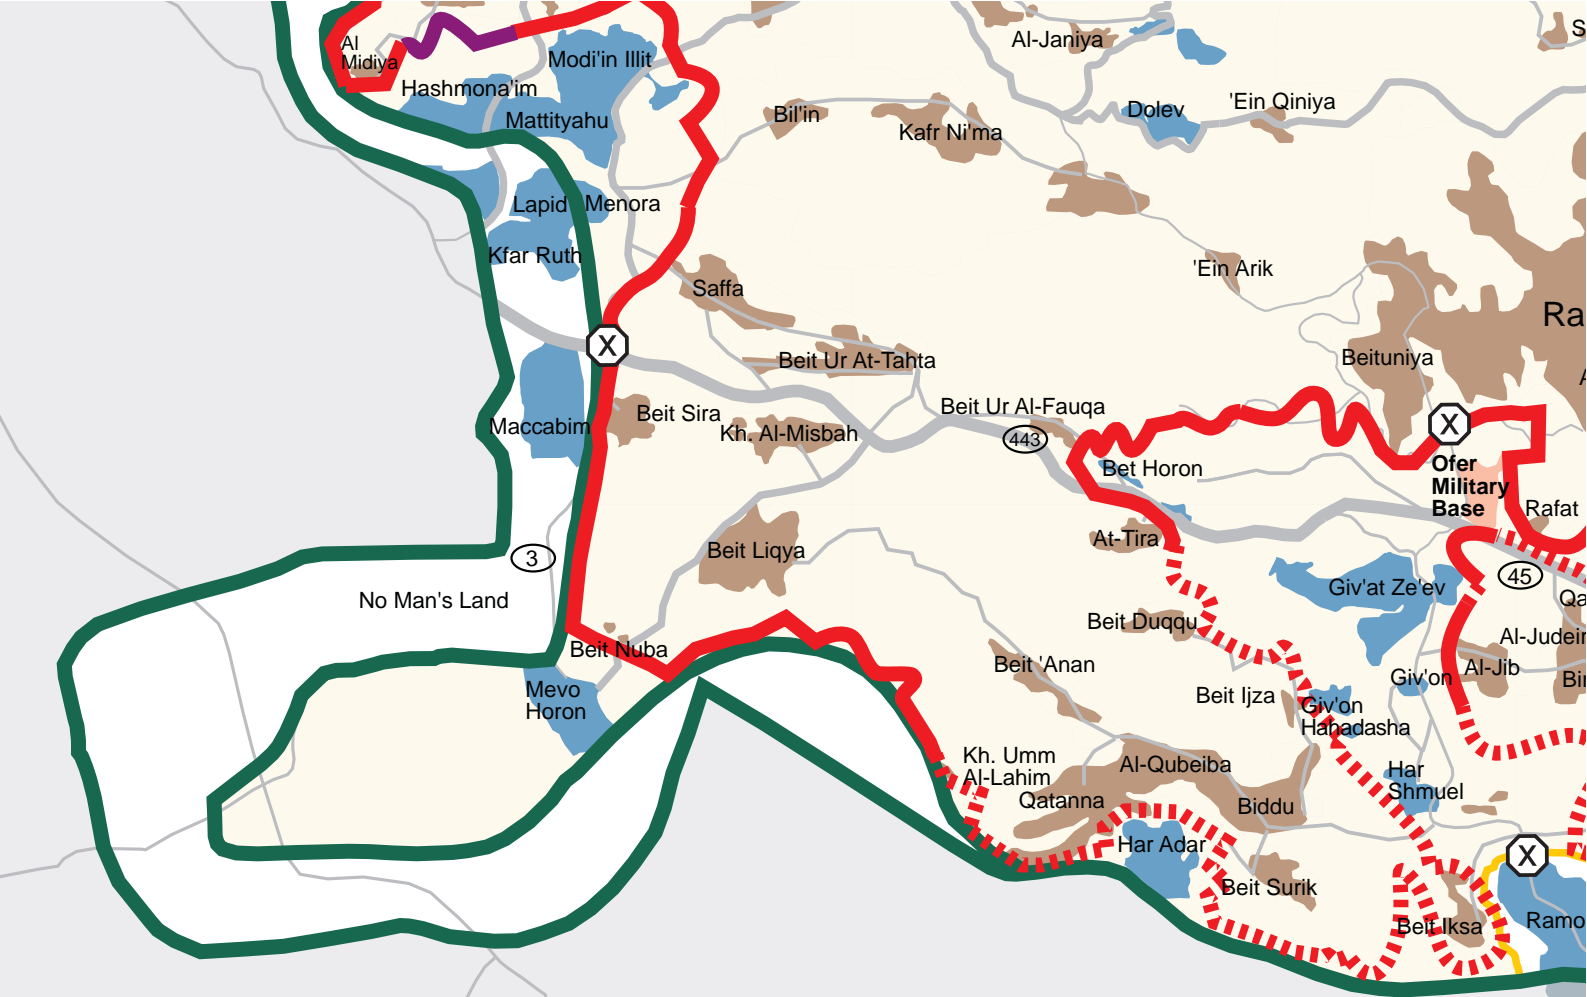 Al
Midiya
Modi'in Illit
Hashmona'im
Mattityahu
Al-Janiya
S
Bil'in
Kafr Ni'ma
Dolev
'Ein Qiniya
Lapid
Menora
Kfar Ruth
Saffa
'Ein Arik
Ra
X
Beit Ur At-Tahta
Beituniya
A
Maccabim
Beit Sira
Kh. Al-Misbah
Beit Ur Al-Fauqa
443
X
Bet Horon
Ofer
Military
Base
Rafat
At-Tira
Beit Liqya
3
45
Giv'at Ze'ev
No Man's Land
Qa
Beit Duqqu
Al-Judeir
Beit Nuba
Beit 'Anan
Al-Jib
Giv'on
Bir
Mevo
Horon
Beit Ijza
Giv'on
Hahadasha
Kh. Umm
Al-Lahim
Al-Qubeiba
Har
Shmuel
Qatanna
Biddu
Har Adar
X
Beit Surik
Beit Iksa
Ramo